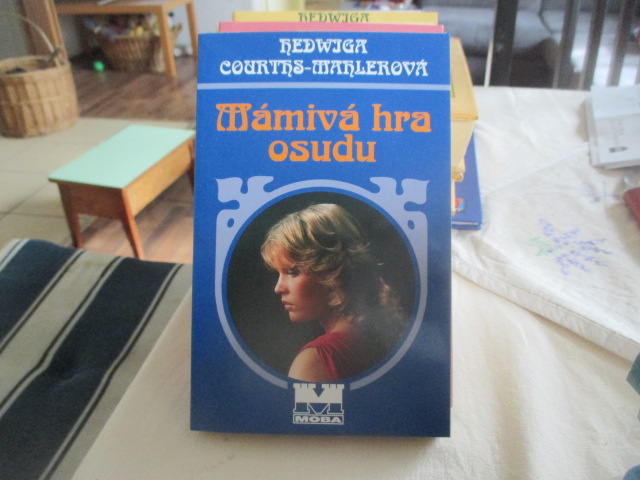 HEDWIGA
HEDWIGA
COURTHS-MAHLEROVÁ
Mámivá hra
osudu
M
MOBA